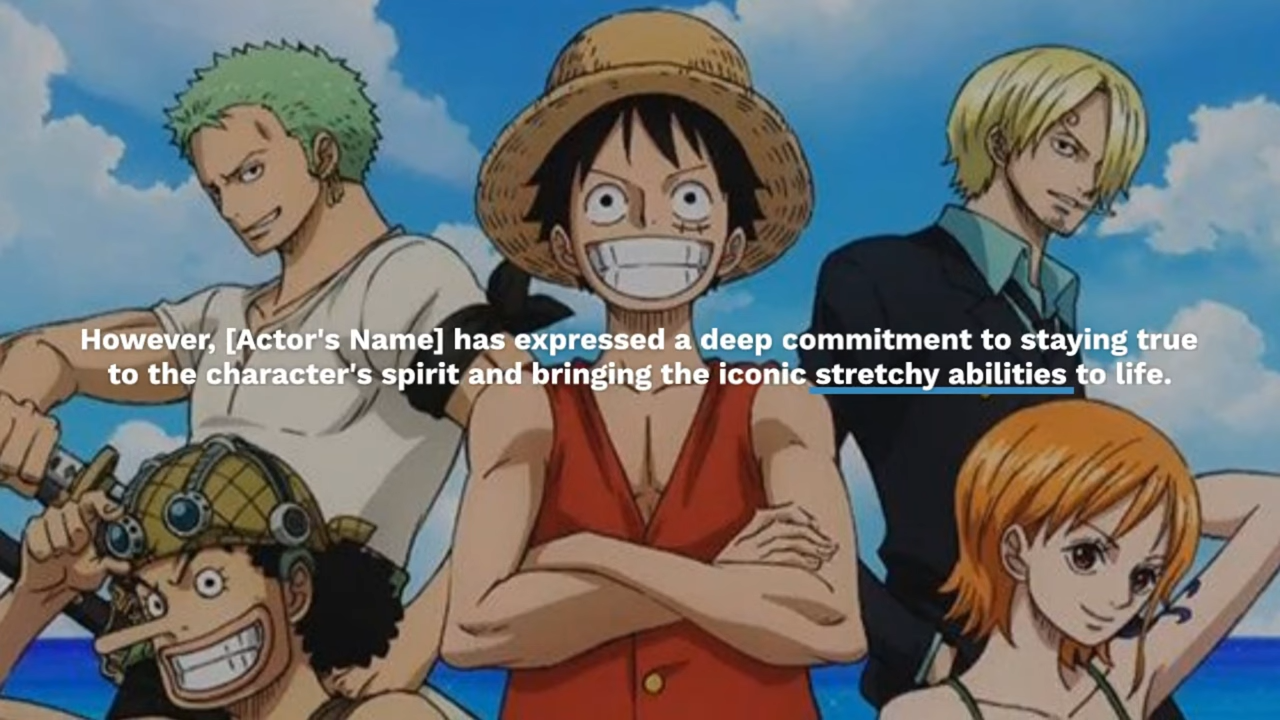 However, [Actor's Name] has expressed a deep commitment to staying true
to the character's spirit and bringing the iconic stretchy abilities to life.